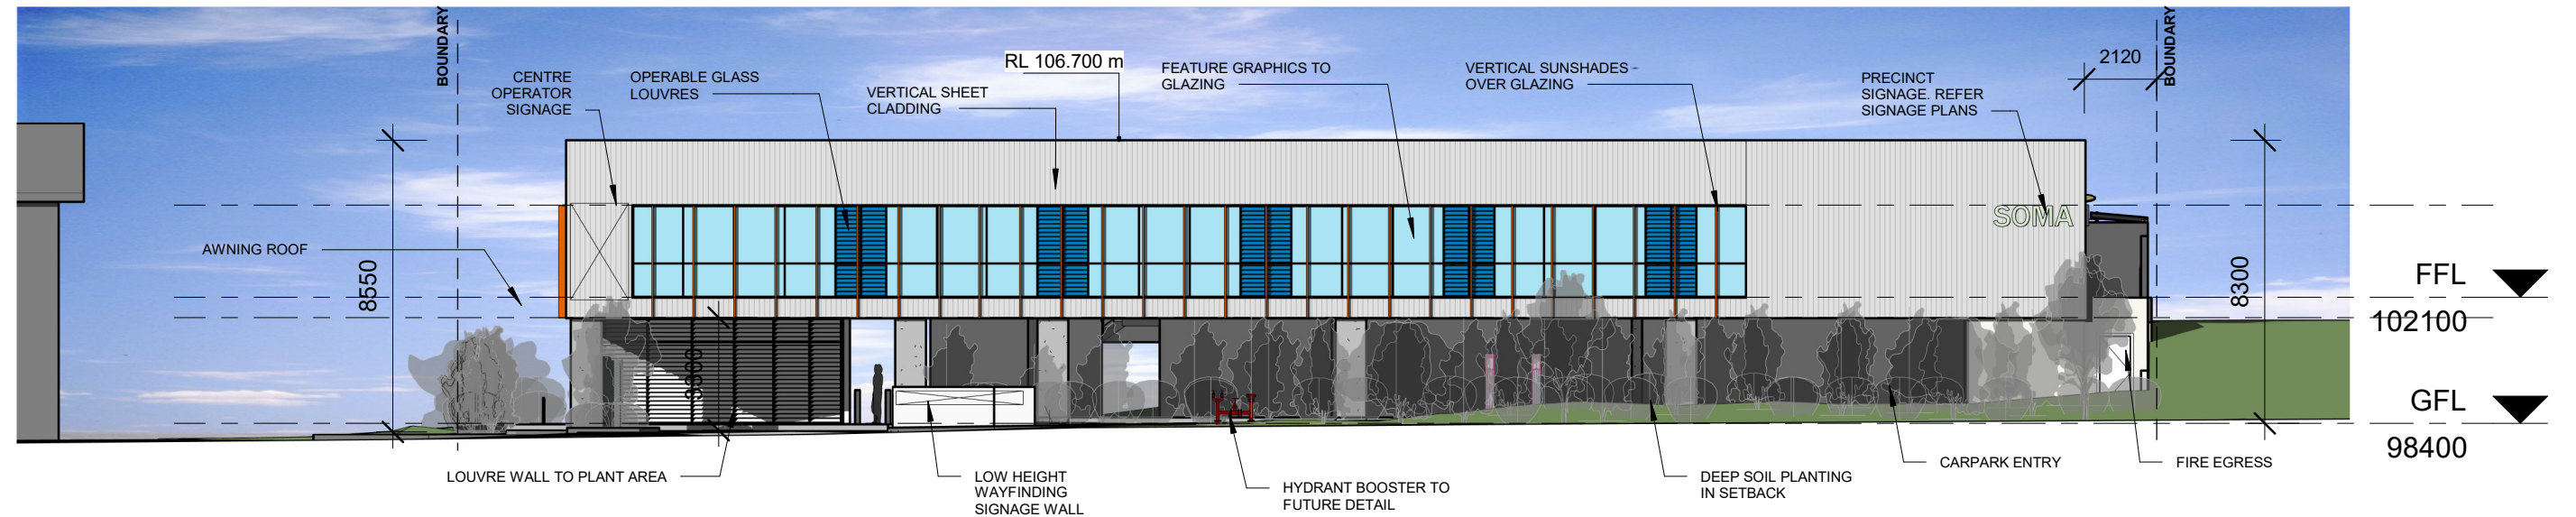 BOUNDARY
BOUNDARY
2120
RL 106.700 m
CENTRE
OPERATOR
SIGNAGE
OPERABLE GLASS
LOUVRES
VERTICAL SHEET
CLADDING
FEATURE GRAPHICS TO
GLAZING
VERTICAL SUNSHADES -
OVER GLAZING
PRECINCT
SIGNAGE. REFER
SIGNAGE PLANS
SOMA
AWNING ROOF
8550
3300
8300
FFL
102100
GFL
98400
LOUVRE WALL TO PLANT AREA
LOW HEIGHT
WAYFINDING
SIGNAGE WALL
HYDRANT BOOSTER TO
FUTURE DETAIL
DEEP SOIL PLANTING
IN SETBACK
CARPARK ENTRY
FIRE EGRESS